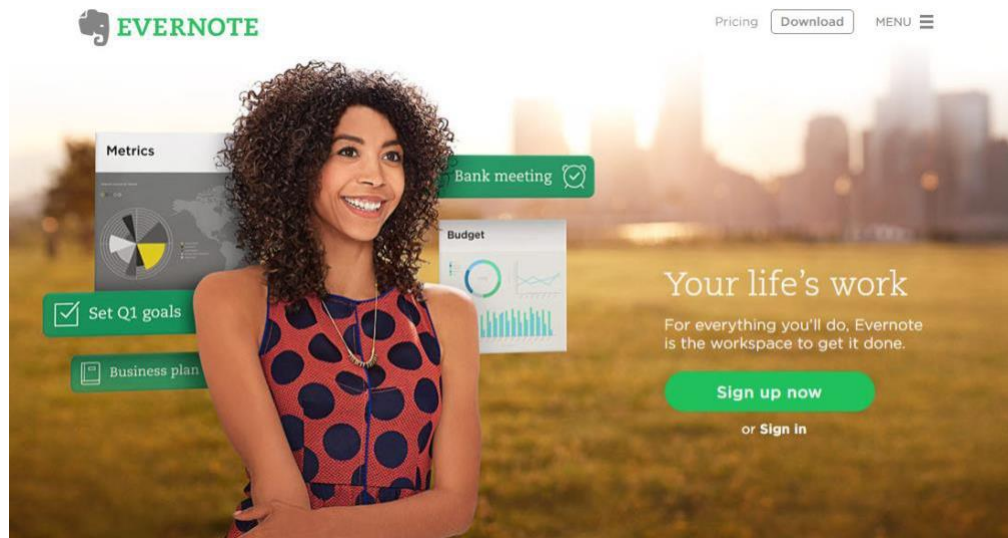 EVERNOTE
Pricing
Download
MENU
Metrics
Bank meeting
Budget
Set Q1 goals
Business plan
Your life's work
For everything you'll do, Evernote
is the workspace to get it done.
Sign up now
or Sign in